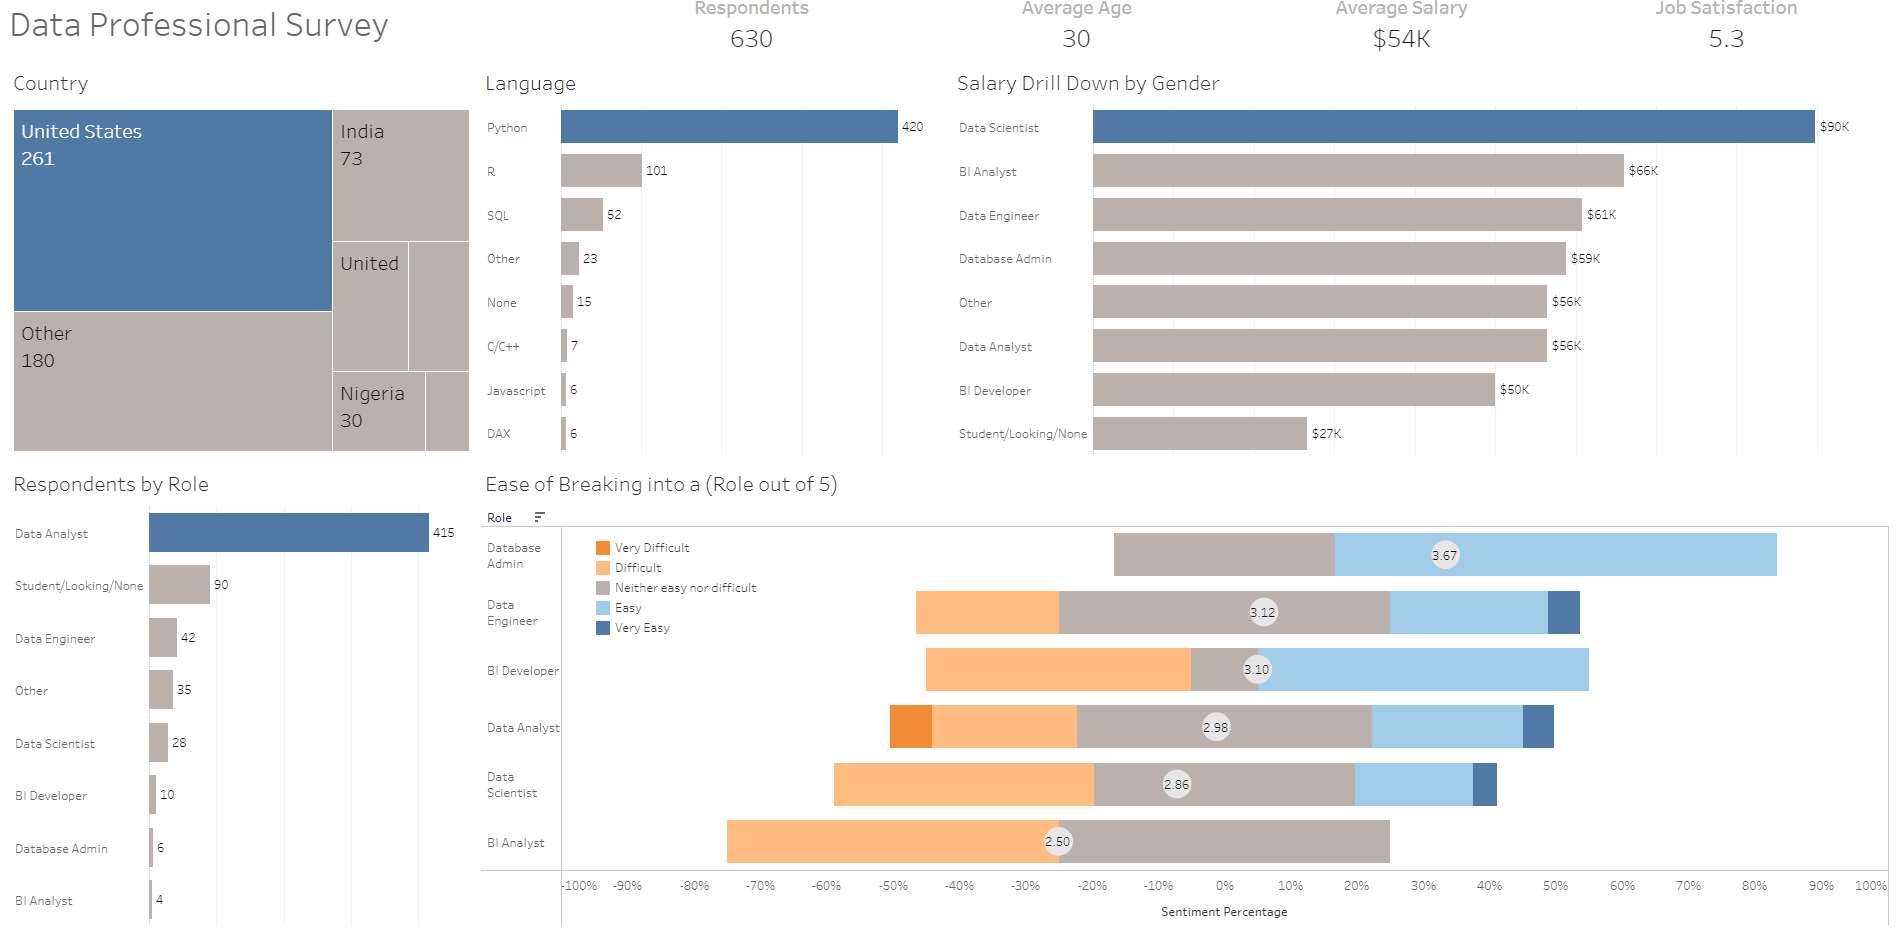 Data Professional Survey
Respondents
630
Average Age
30
Average Salary
$54K
Job Satisfaction
5.3
Country
United States
261
India
73
United
Other
180
Nigeria
30
Language
Python
420
R
101
SQL
52
Other
23
None
15
C/C++
7
Javascript
6
DAX
6
Salary Drill Down by Gender
Data Scientist
$90K
BI Analyst
$66K
Data Engineer
$61K
Database Admin
$59K
Other
$56K
Data Analyst
$56K
BI Developer
$50K
Student/Looking/None
$27K
Respondents by Role
Data Analyst
415
Student/Looking/None
90
Data Engineer
42
Other
35
Data Scientist
28
BI Developer
10
Database Admin
6
BI Analyst
4
Ease of Breaking into a (Role out of 5)
Role
Very Difficult
Difficult
Neither easy nor difficult
Easy
Very Easy
Database
Admin
3.67
Data
Engineer
3.12
BI Developer
3.10
Data Analyst
2.98
Data
Scientist
2.86
BI Analyst
2.50
-100% -90% -80% -70% -60% -50% -40% -30% -20% -10% 0% 10% 20% 30% 40% 50% 60% 70% 80% 90% 100%
Sentiment Percentage